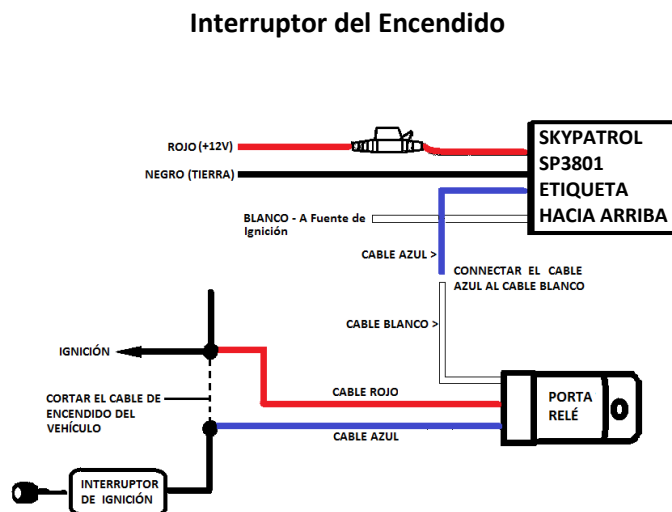 Interruptor del Encendido
SKYPATROL
SP3801
ETIQUETA
HACIA ARRIBA
ROJO (+12V)
NEGRO (TIERRA)
BLANCO - A Fuente de
Ignición
CABLE AZUL >
CONNECTAR EL CABLE
AZUL AL CABLE BLANCO
CABLE BLANCO >
IGNICIÓN
CABLE ROJO
PORTA
RELÉ
CORTAR EL CABLE DE
ENCENDIDO DEL
VEHÍCULO
CABLE AZUL
INTERRUPTOR
DE IGNICIÓN